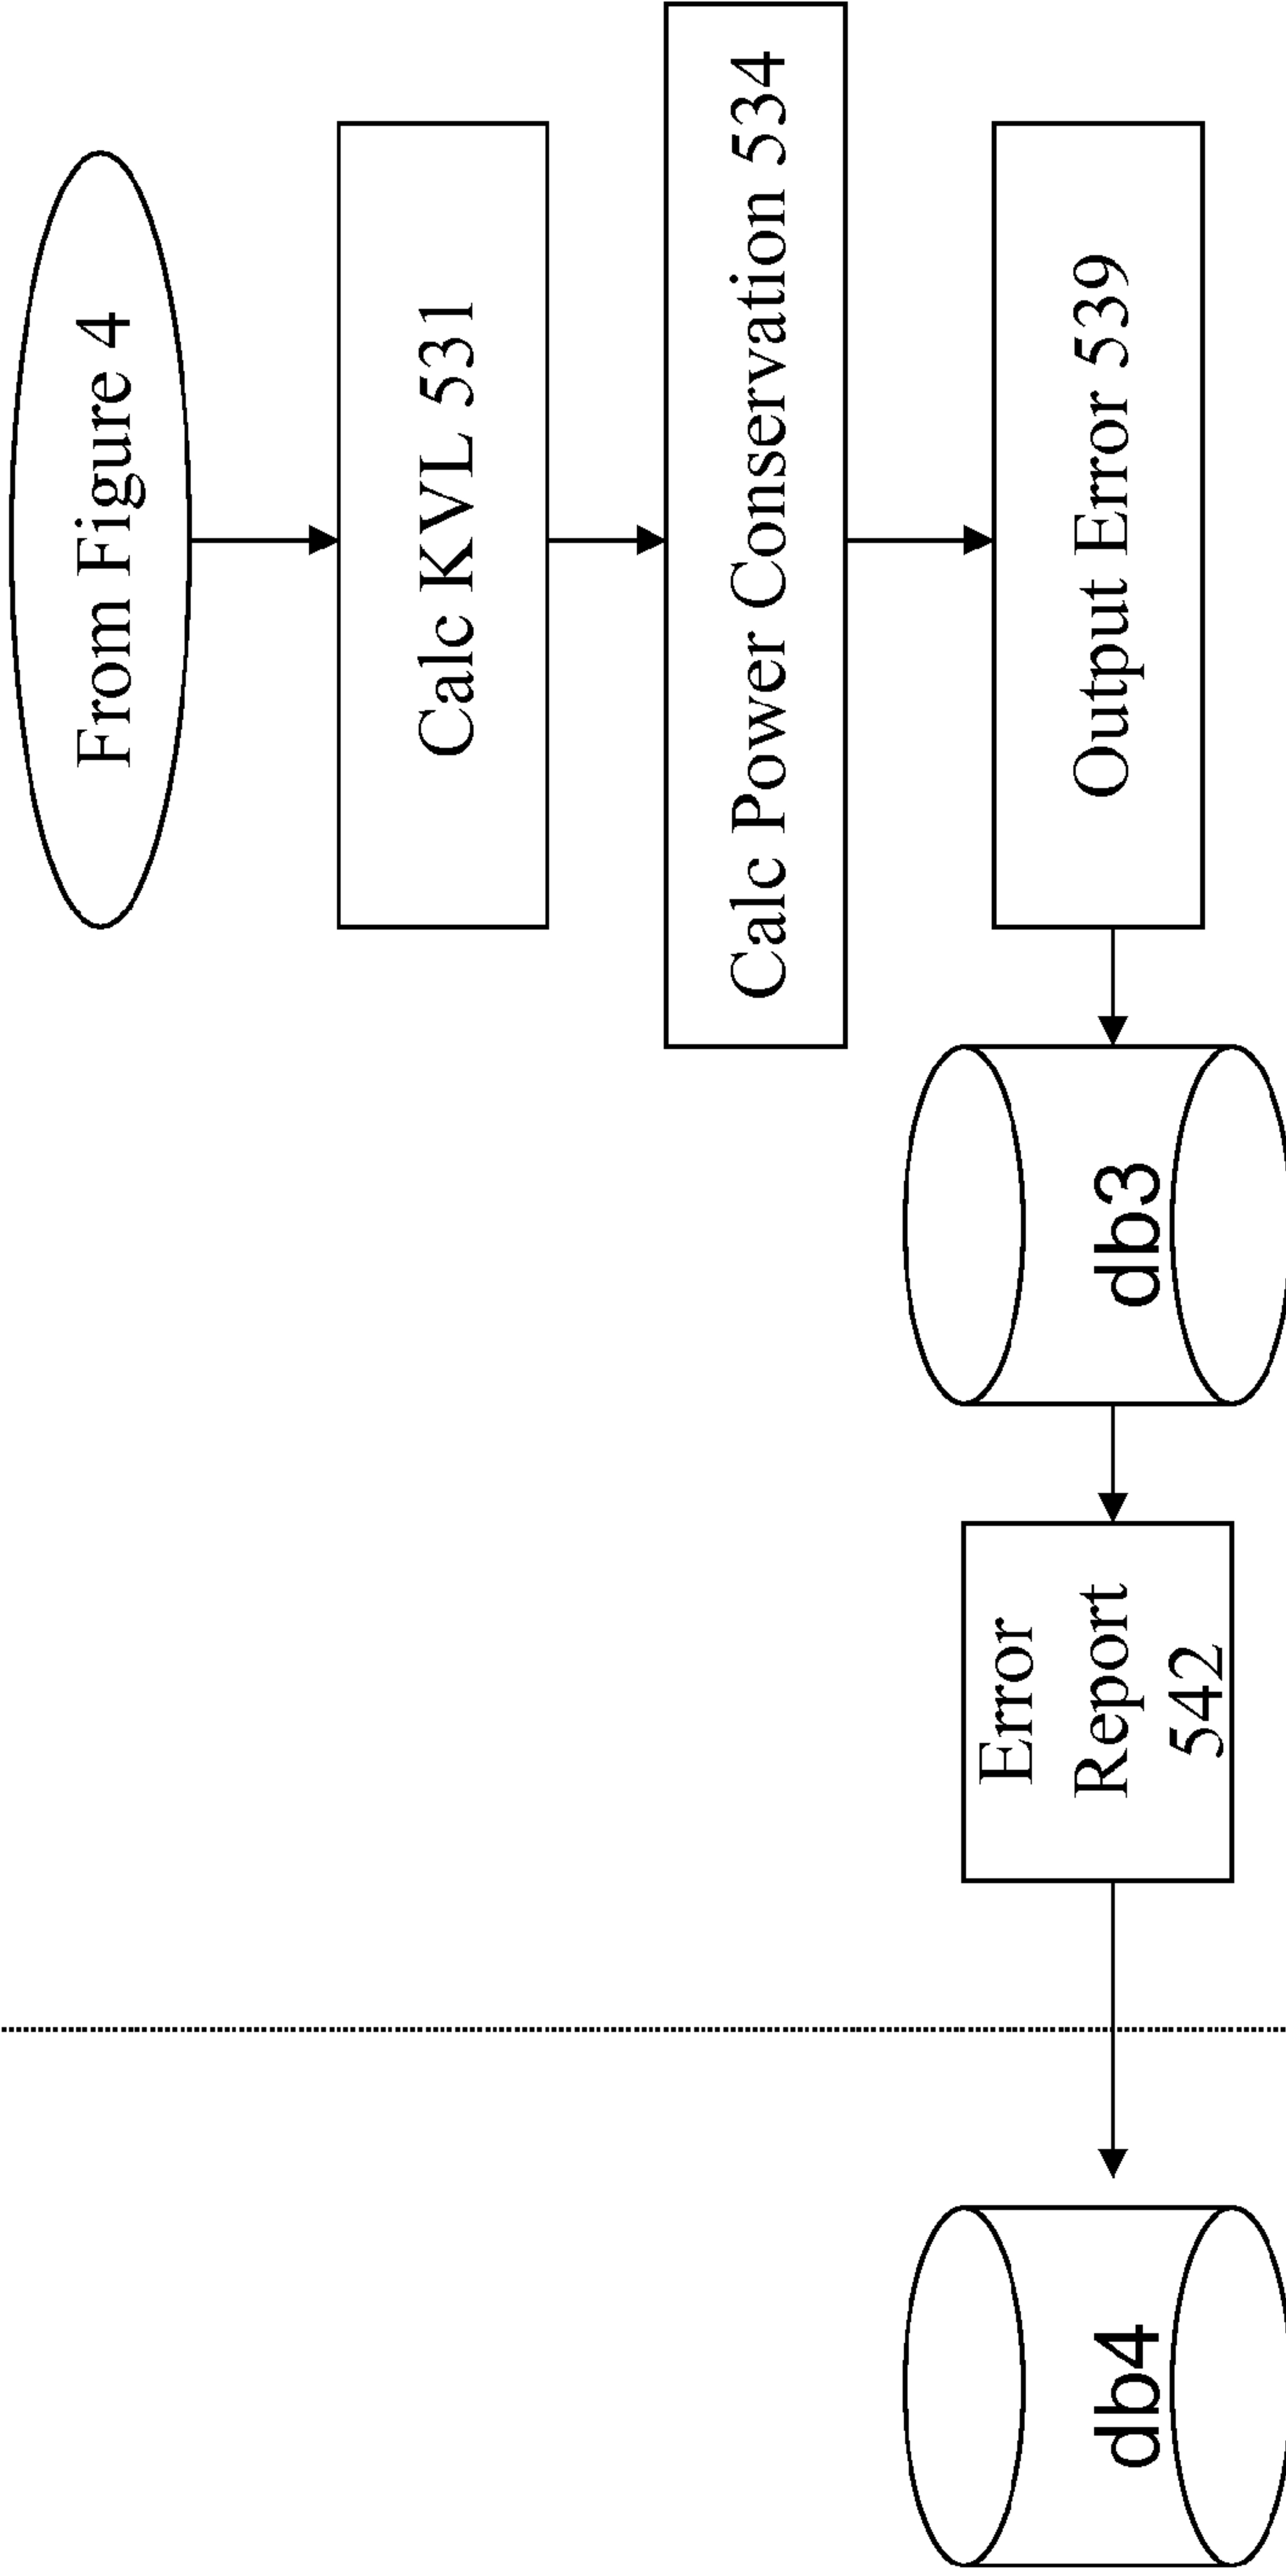 From Figure 4
Calc KVL 531
Calc Power Conservation 534
Output Error 539
db3
Error
Report
542
db4